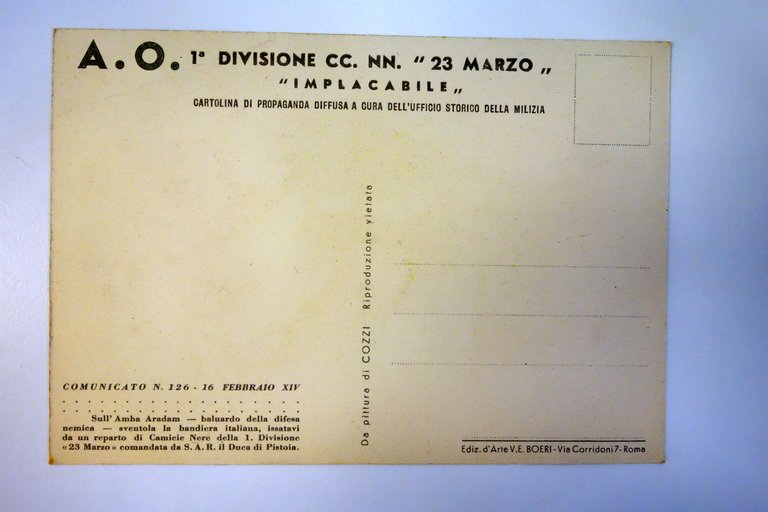 A.O. 1ª DIVISIONE CC. NN. “ 23 MARZO „
“ IMPLACABILE „
CARTOLINA DI PROPAGANDA DIFFUSA A CURA DELL'UFFICIO STORICO DELLA MILIZIA
Da pittura di COZZI Riproduzione vietata
COMUNICATO N. 126 - 16 FEBBRAIO XIV
. . . . . . . . . . . . . . . . . . . .
. . . . . . . . . . . . . . . . . . . .
Sull'Amba Aradam — baluardo della difesa
nemica — sventola la bandiera italiana, issatavi
da un reparto di Camicie Nere della 1. Divisione
«23 Marzo» comandata da S. A. R. il Duca di Pistoia.
Ediz. d'Arte V. E. BOERI - Via Corridoni 7 - Roma